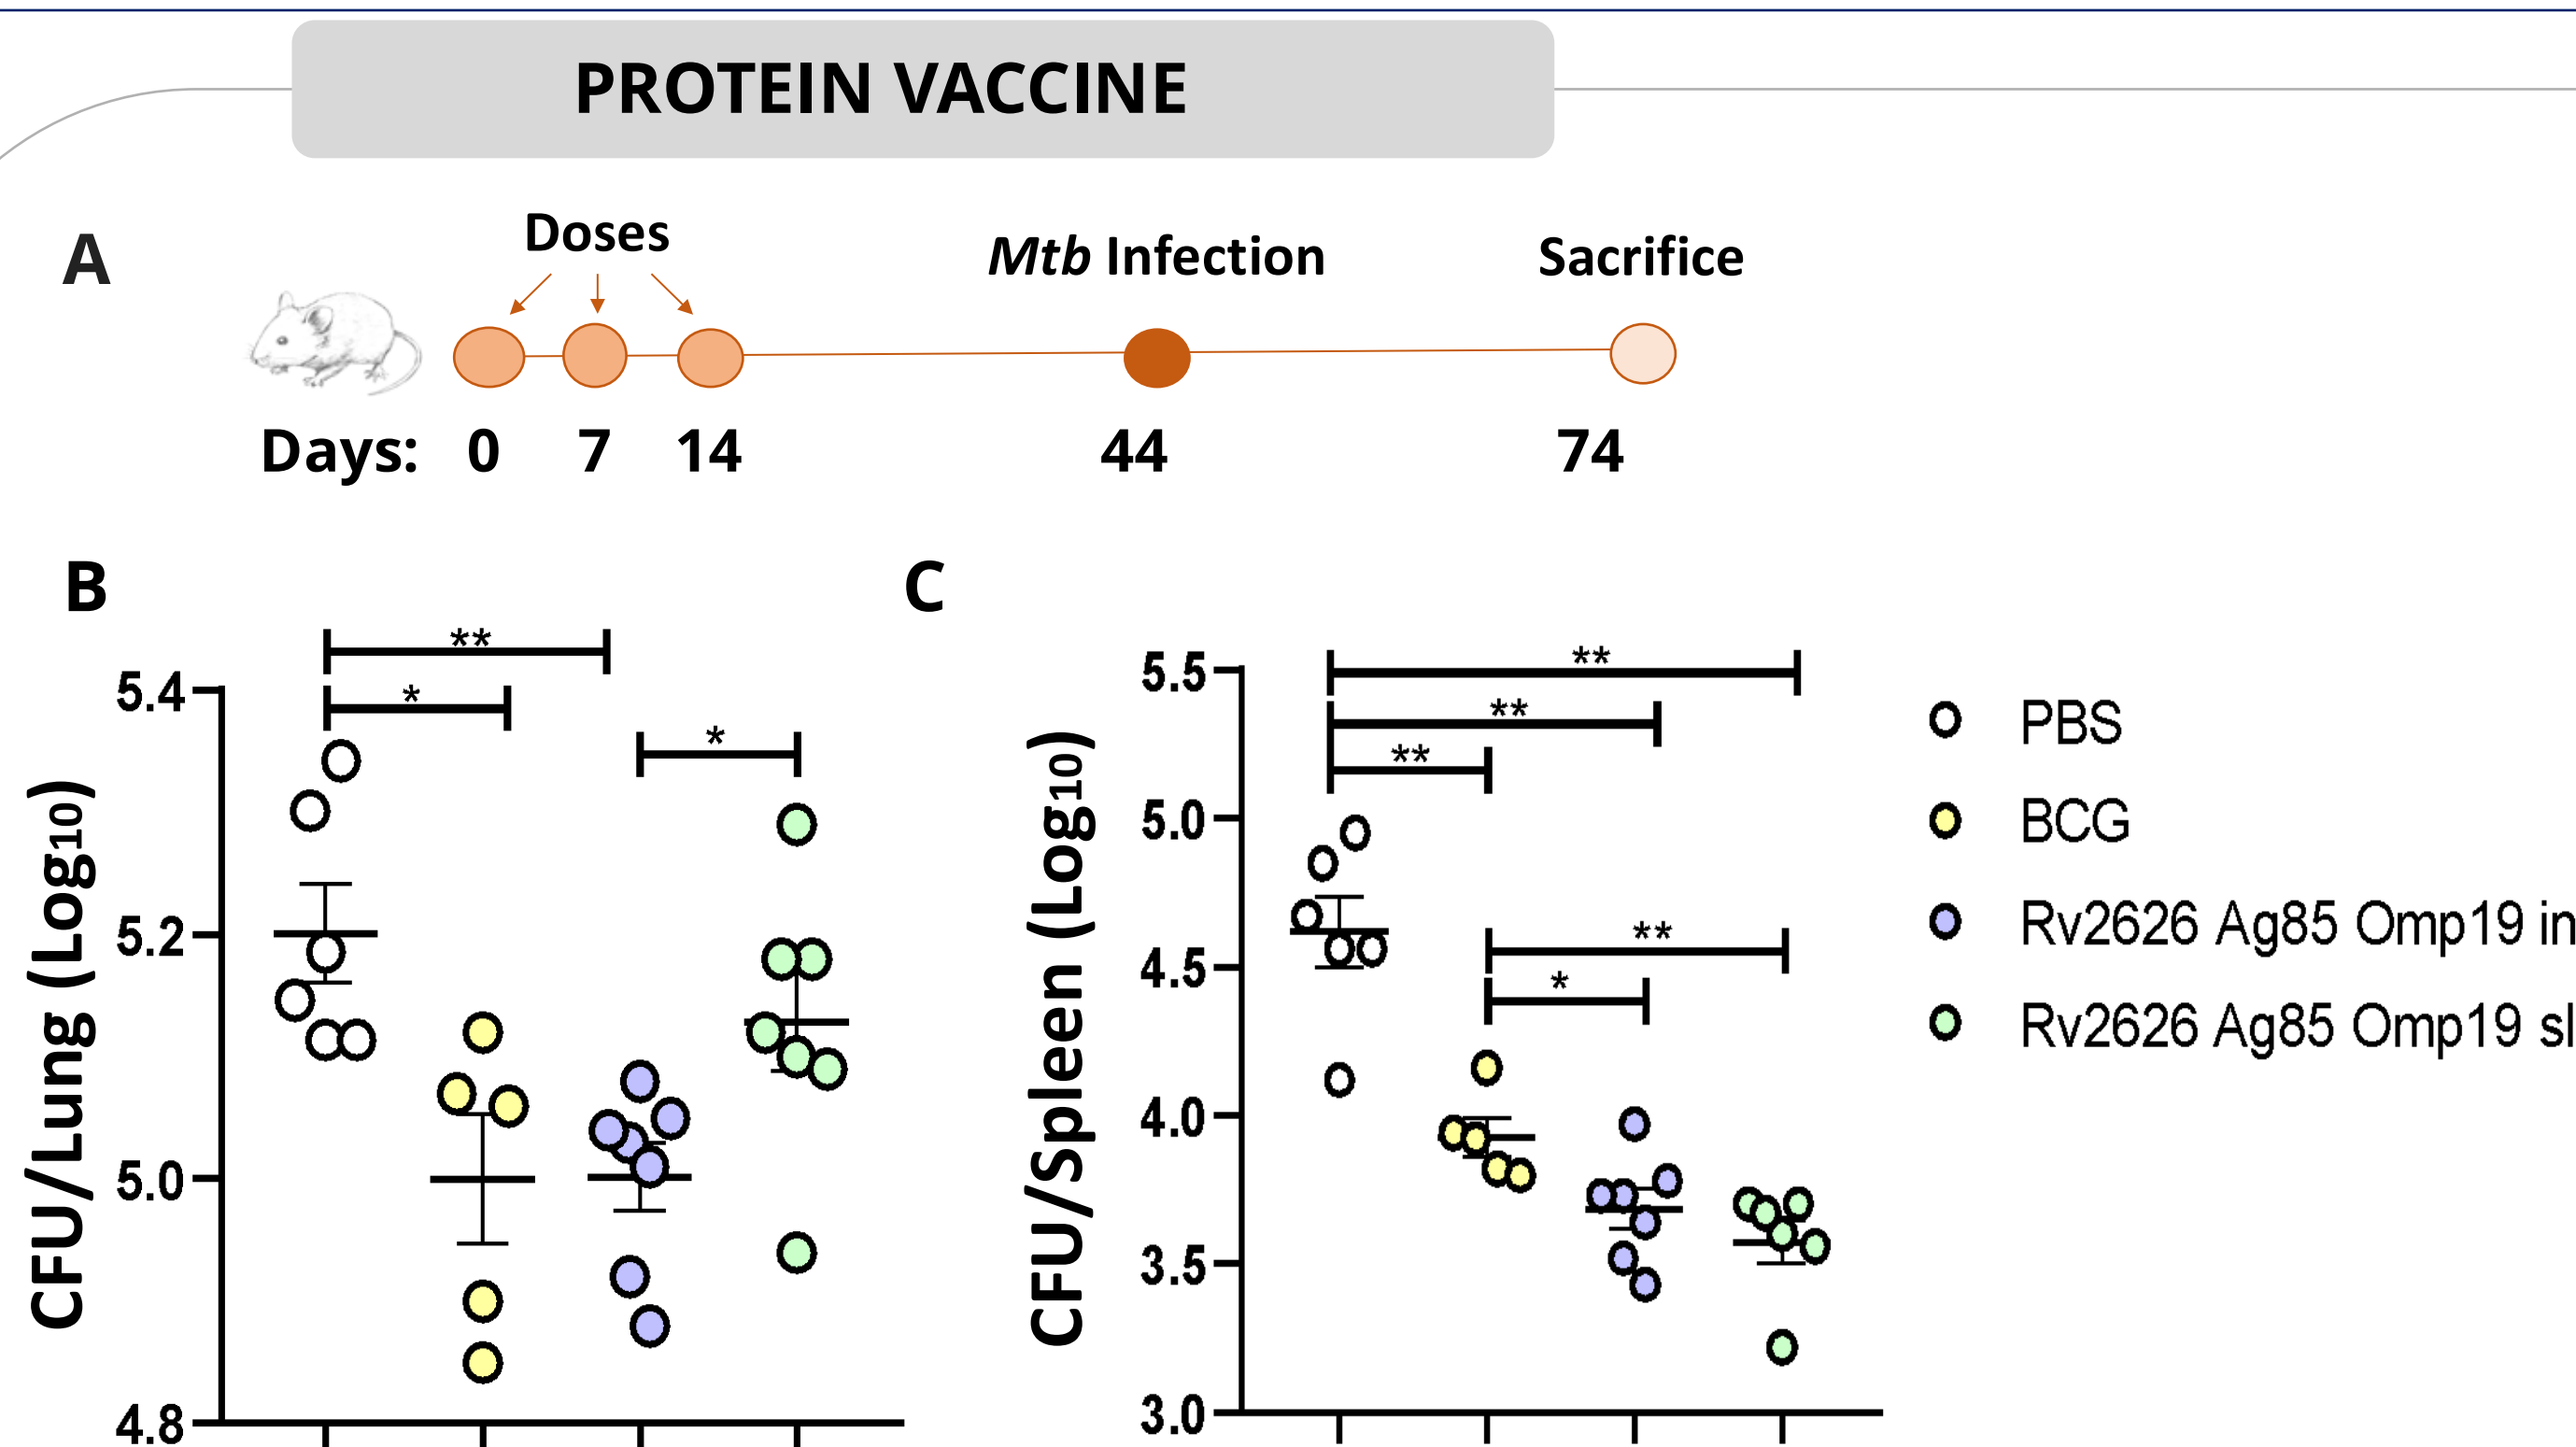 PROTEIN VACCINE
A
Doses
Mtb Infection
Sacrifice
Days: 0 7 14 44 74
B
C
**
*
*
5.4
5.2
5.0
4.8
CFU/Lung (Log10)
**
**
**
**
*
5.5
5.0
4.5
4.0
3.5
3.0
CFU/Spleen (Log10)
PBS
BCG
Rv2626 Ag85 Omp19 in
Rv2626 Ag85 Omp19 sl